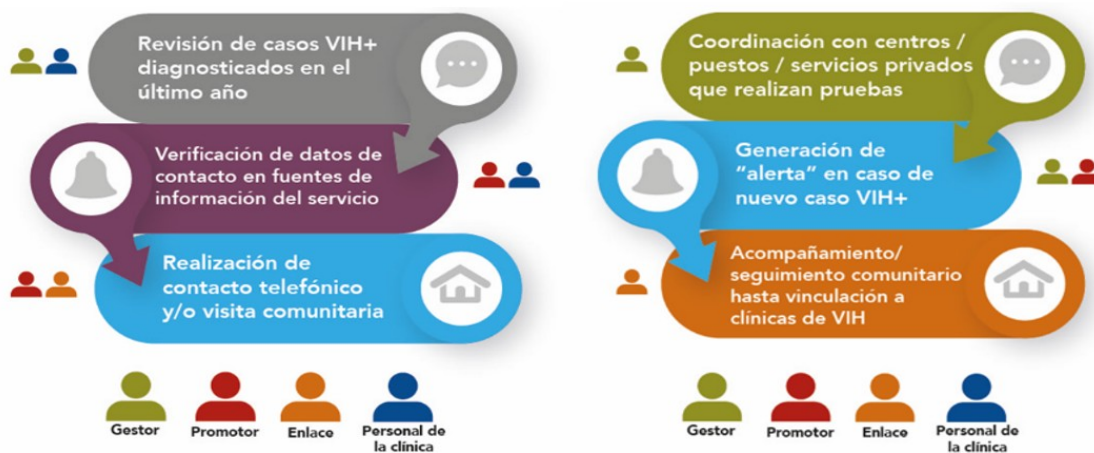 Revisión de casos VIH+
diagnosticados en el
último año
Verificación de datos de
contacto en fuentes de
información del servicio
Realización de
contacto telefónico
y/o visita comunitaria
Gestor
Promotor
Enlace
Personal de
la clínica
Coordinación con centros /
puestos / servicios privados
que realizan pruebas
Generación de
"alerta" en caso de
nuevo caso VIH+
Acompañamiento/
seguimiento comunitario
hasta vinculación a
clínicas de VIH
Gestor
Promotor
Enlace
Personal de
la clínica